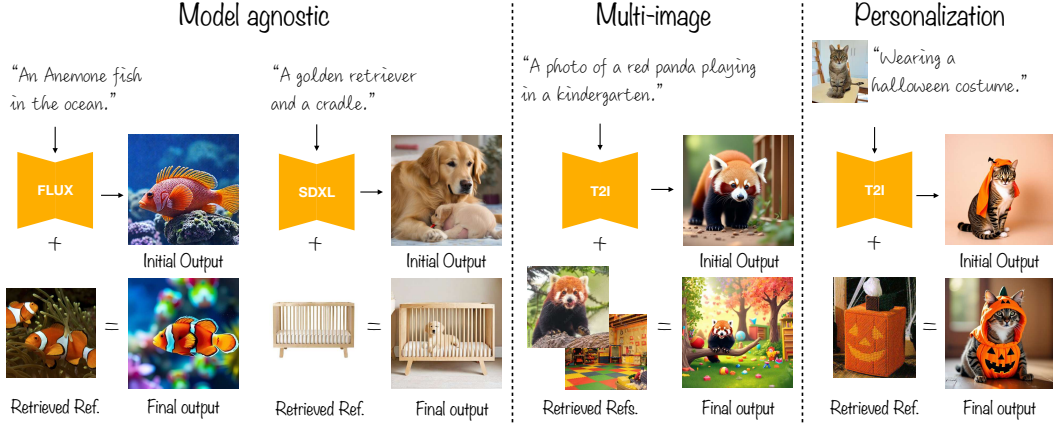 Model agnostic
Multi-image
Personalization
"An Anemone fish
in the ocean."
"A golden retriever
and a cradle."
"A photo of a red panda playing
in a kindergarten."
"Wearing a
halloween costume."
FLUX
SDXL
T2I
T2I
Initial Output
Initial Output
Initial Output
Initial Output
+
+
+
+
=
=
=
=
Retrieved Ref.
Final output
Retrieved Ref.
Final output
Retrieved Refs.
Final output
Retrieved Ref.
Final output